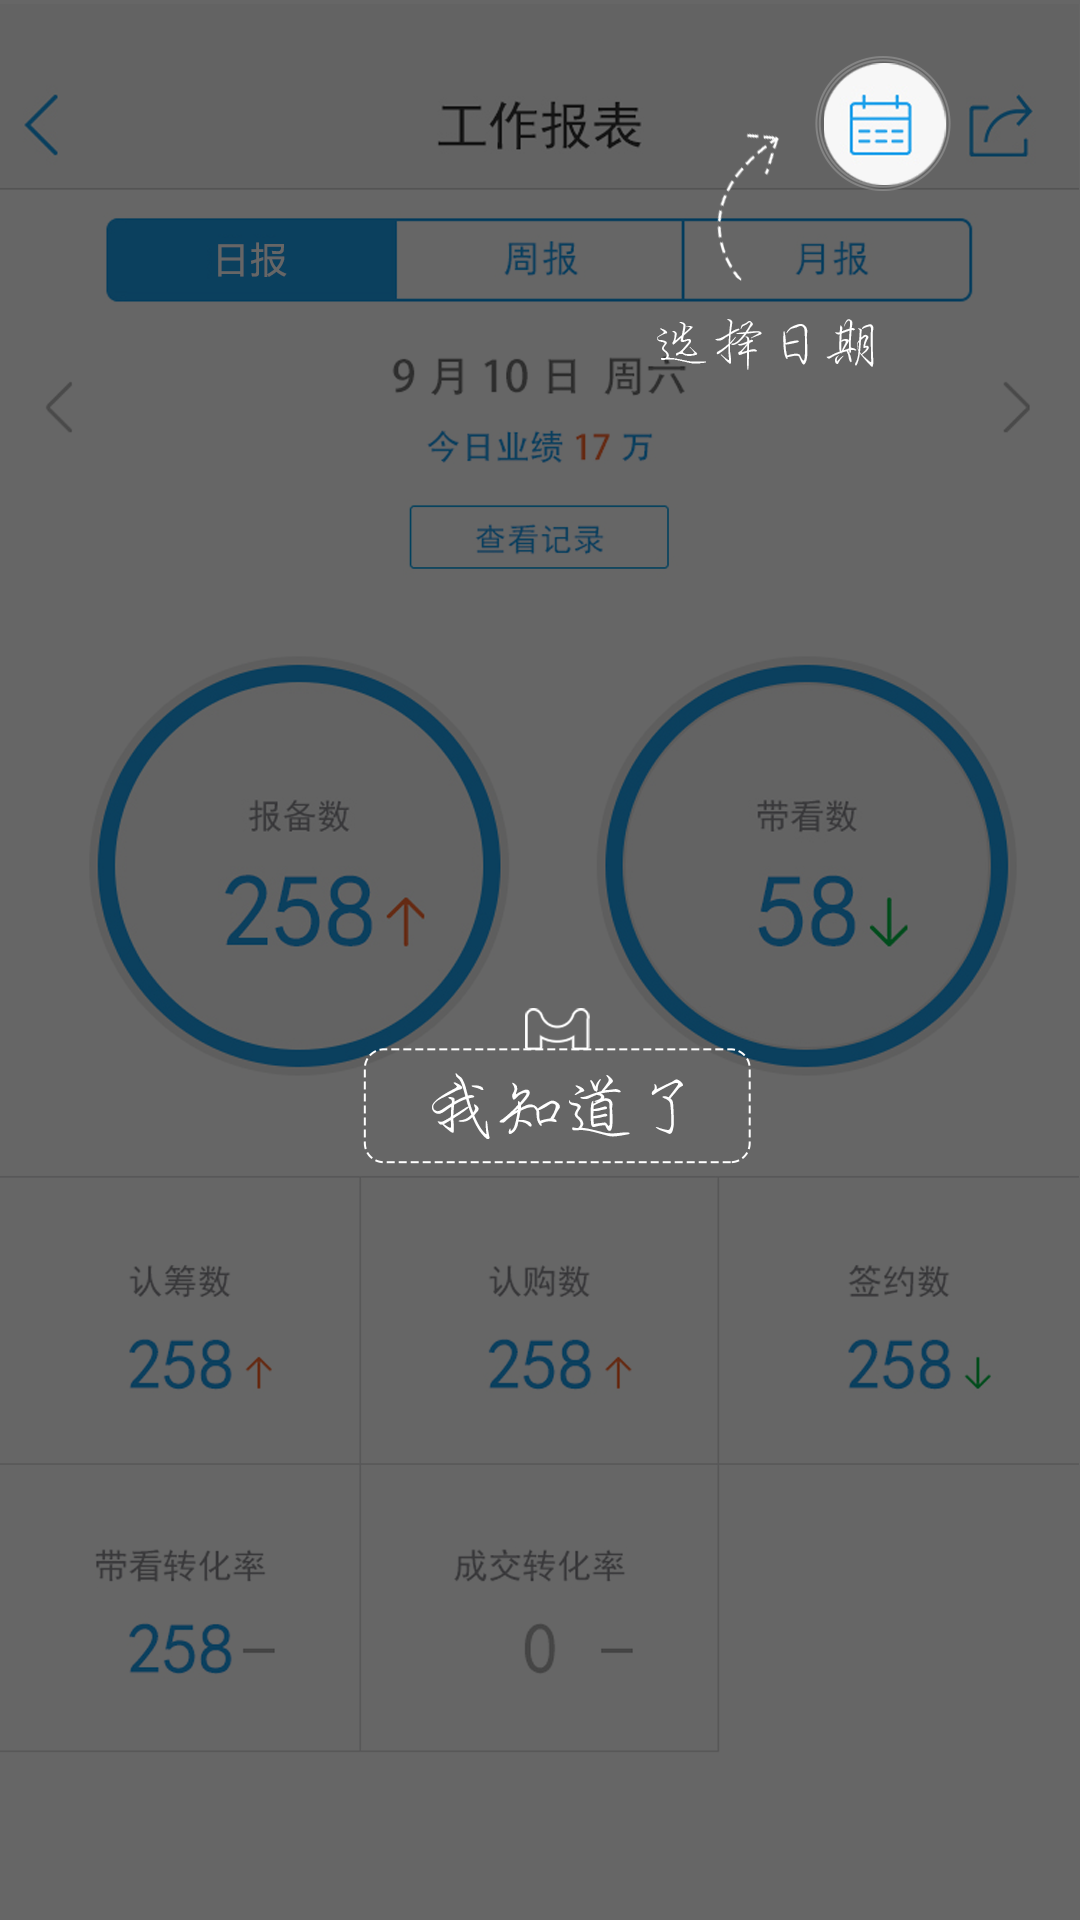 工作报表
日报 周报 月报
选择日期
9月10日 周六
今日业绩 17 万
查看记录
报备数 带看数
258↑ 58↓
我知道了
认筹数 认购数 签约数
258↑ 258↑ 258↓
带看转化率 成交转化率
258— 0 —